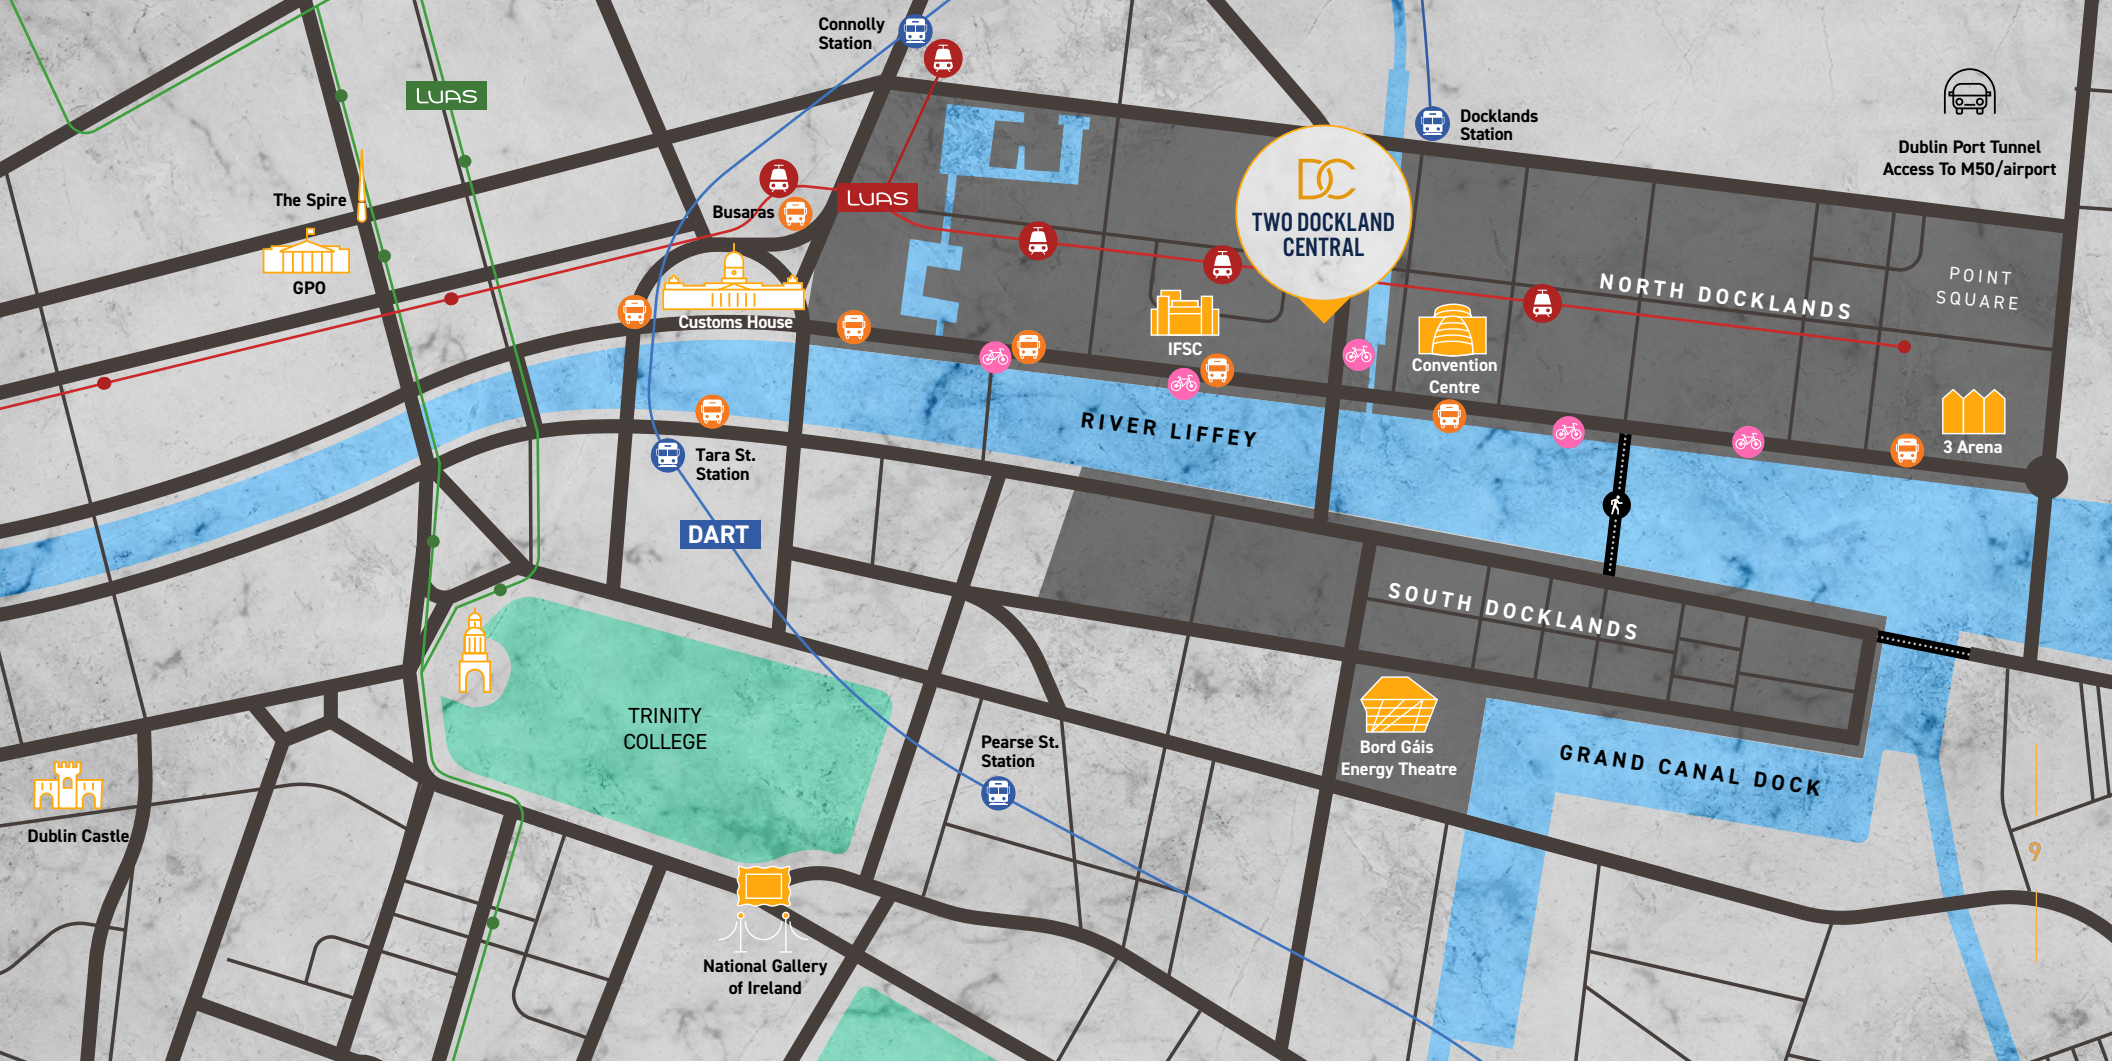 Connolly
Station
LUAS
Docklands
Station
Dublin Port Tunnel
Access To M50/airport
The Spire
Busaras
LUAS
DC
TWO DOCKLAND
CENTRAL
GPO
Customs House
NORTH DOCKLANDS
POINT
SQUARE
IFSC
Convention
Centre
RIVER LIFFEY
3 Arena
Tara St.
Station
DART
SOUTH DOCKLANDS
TRINITY
COLLEGE
Pearse St.
Station
Bord Gáis
Energy Theatre
GRAND CANAL DOCK
Dublin Castle
9
National Gallery
of Ireland